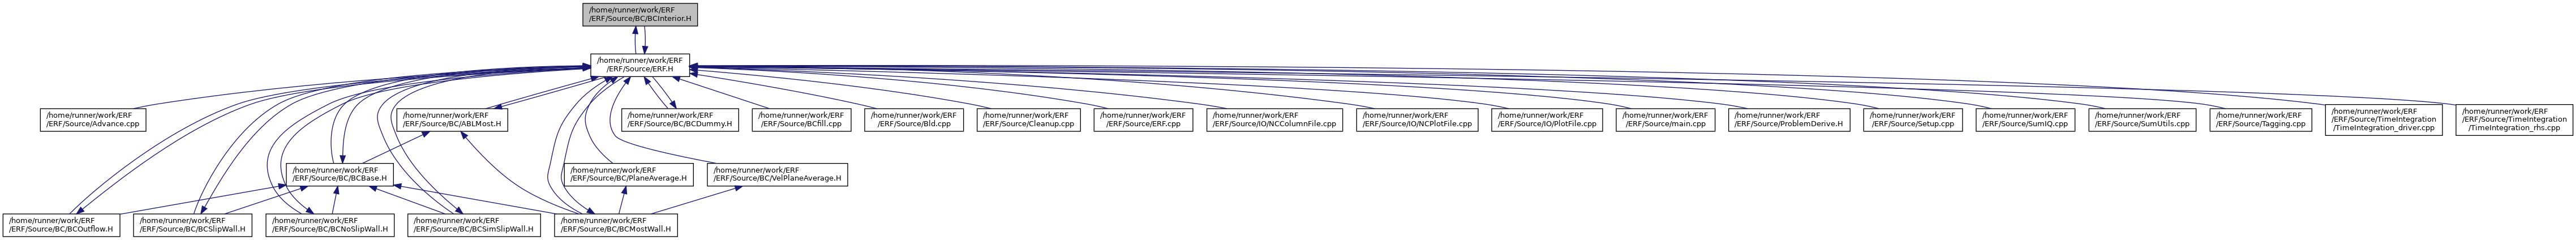 /home/runner/work/ERF
/ERF/Source/BC/BCInterior.H
/home/runner/work/ERF
/ERF/Source/ERF.H
/home/runner/work/ERF
/ERF/Source/Advance.cpp
/home/runner/work/ERF
/ERF/Source/BC/ABLMost.H
/home/runner/work/ERF
/ERF/Source/BC/BCDummy.H
/home/runner/work/ERF
/ERF/Source/BCfill.cpp
/home/runner/work/ERF
/ERF/Source/Bld.cpp
/home/runner/work/ERF
/ERF/Source/Cleanup.cpp
/home/runner/work/ERF
/ERF/Source/ERF.cpp
/home/runner/work/ERF
/ERF/Source/IO/NCColumnFile.cpp
/home/runner/work/ERF
/ERF/Source/IO/NCPlotFile.cpp
/home/runner/work/ERF
/ERF/Source/IO/PlotFile.cpp
/home/runner/work/ERF
/ERF/Source/main.cpp
/home/runner/work/ERF
/ERF/Source/ProblemDerive.H
/home/runner/work/ERF
/ERF/Source/Setup.cpp
/home/runner/work/ERF
/ERF/Source/SumIQ.cpp
/home/runner/work/ERF
/ERF/Source/SumUtils.cpp
/home/runner/work/ERF
/ERF/Source/Tagging.cpp
/home/runner/work/ERF
/ERF/Source/TimeIntegration
/TimeIntegration_driver.cpp
/home/runner/work/ERF
/ERF/Source/TimeIntegration
/TimeIntegration_rhs.cpp
/home/runner/work/ERF
/ERF/Source/BC/BCBase.H
/home/runner/work/ERF
/ERF/Source/BC/PlaneAverage.H
/home/runner/work/ERF
/ERF/Source/BC/VelPlaneAverage.H
/home/runner/work/ERF
/ERF/Source/BC/BCOutflow.H
/home/runner/work/ERF
/ERF/Source/BC/BCSlipWall.H
/home/runner/work/ERF
/ERF/Source/BC/BCNoSlipWall.H
/home/runner/work/ERF
/ERF/Source/BC/BCSimSlipWall.H
/home/runner/work/ERF
/ERF/Source/BC/BCMostWall.H